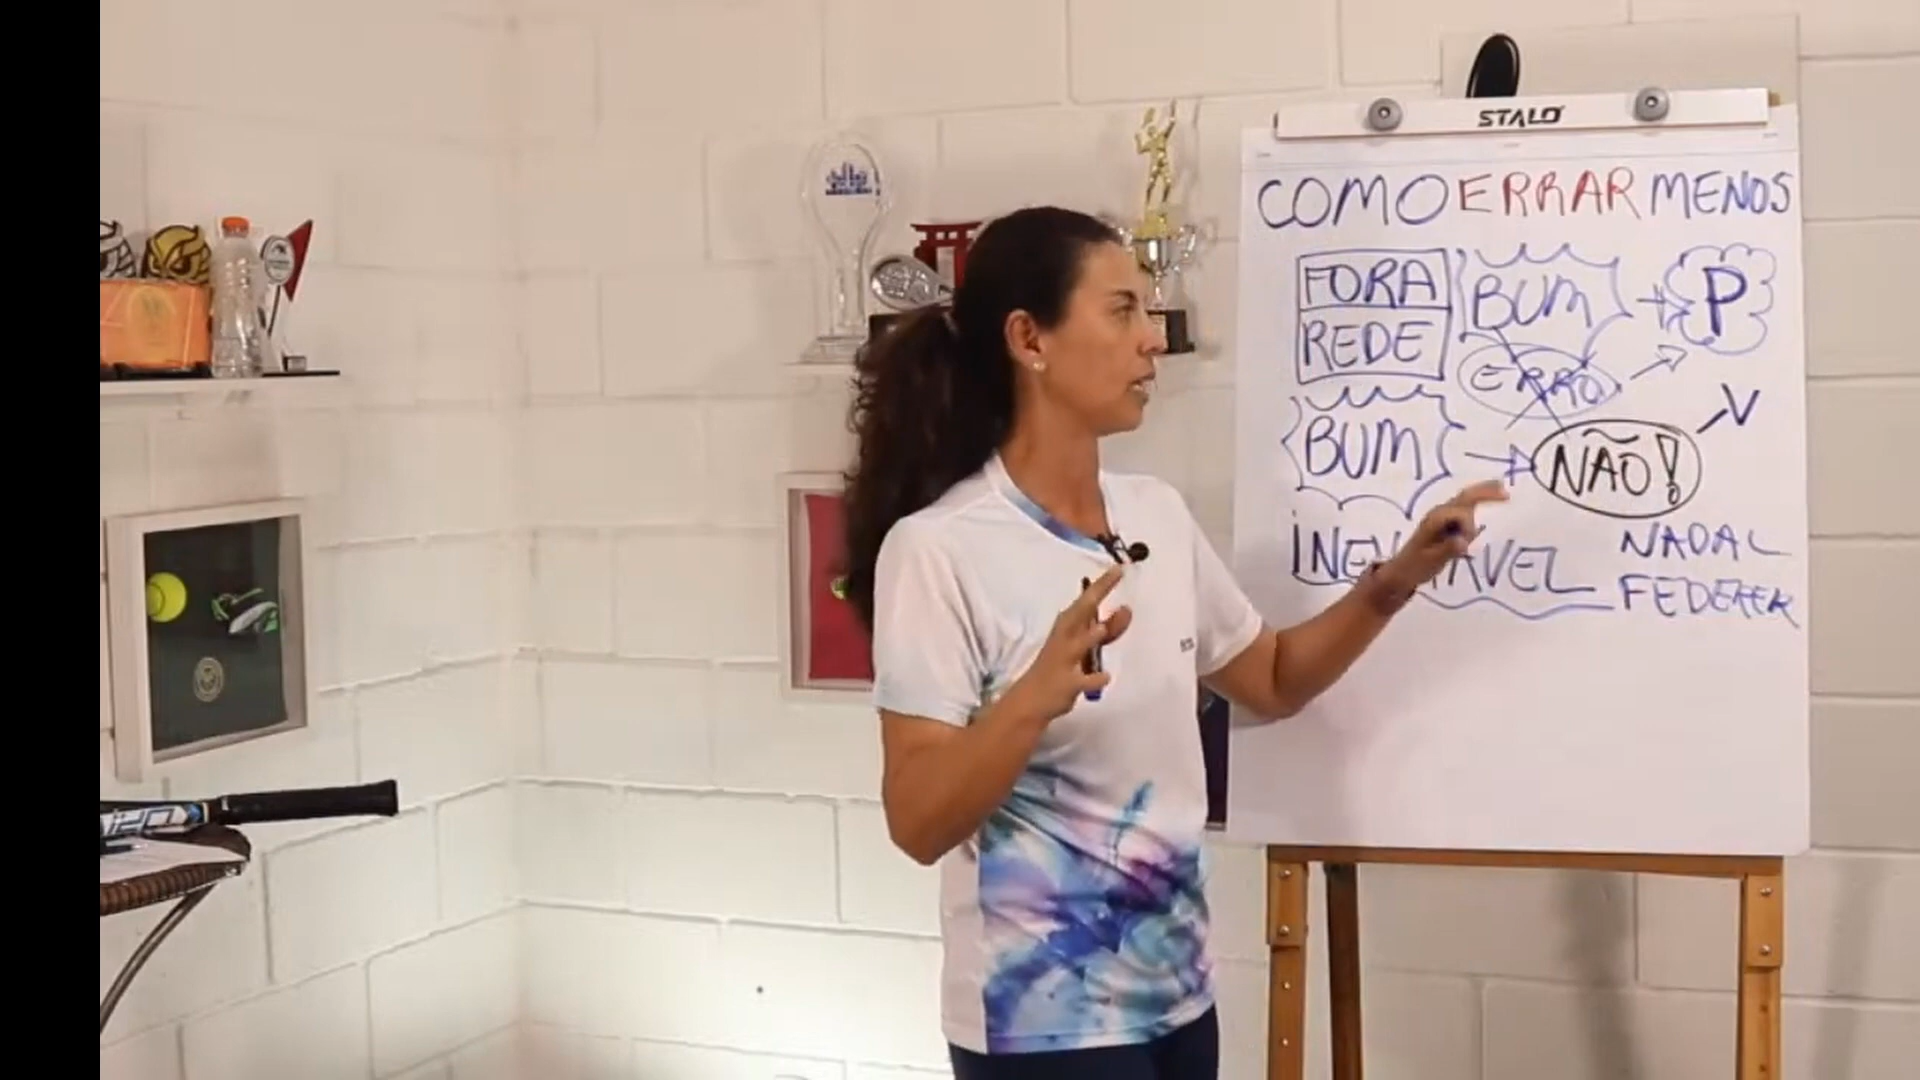 STALO
COMO ERRAR MENOS
FORA BUM P
REDE ERRO
BUM NÃO! V
NADAL
FEDERER